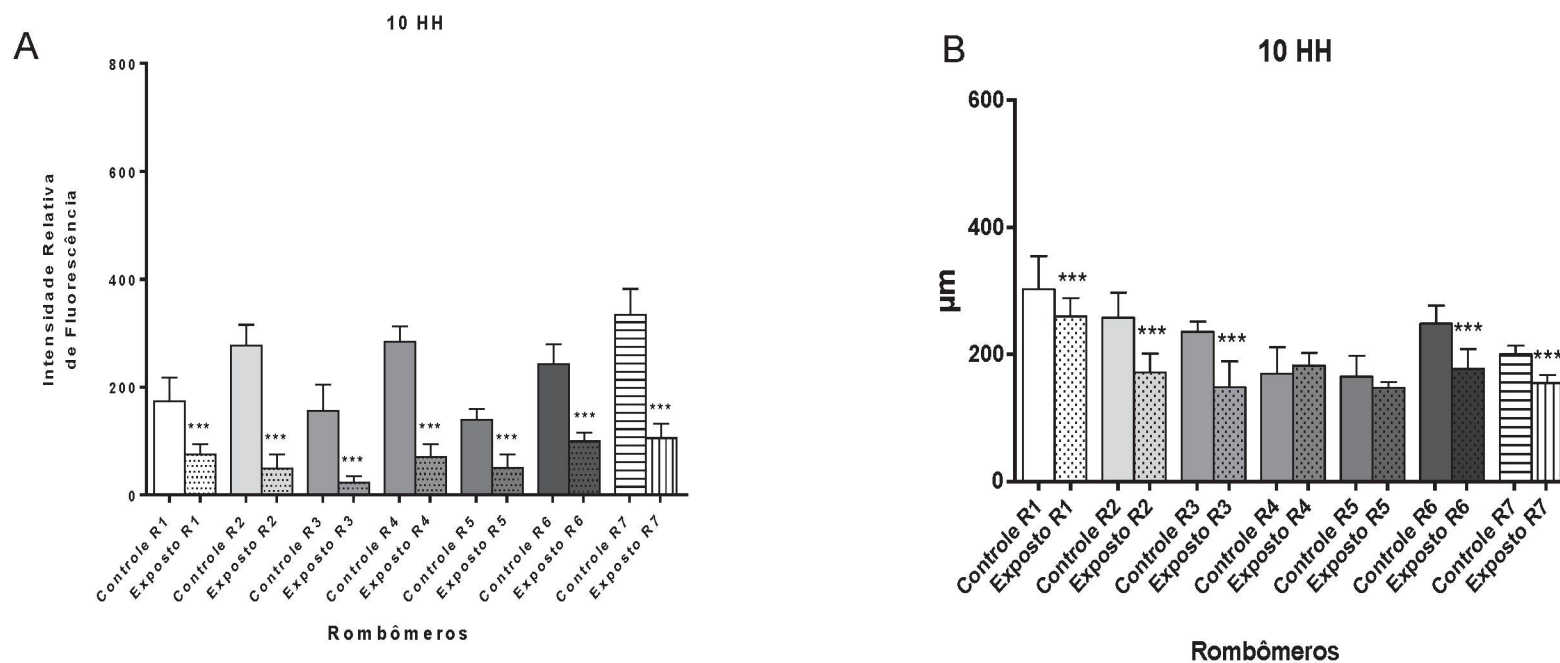 A
10 HH
Intensidade Relativa
de Fluorescência
800
600
400
200
0
***
***
***
***
***
***
***
Controle R1
Exposto R1
Controle R2
Exposto R2
Controle R3
Exposto R3
Controle R4
Exposto R4
Controle R5
Exposto R5
Controle R6
Exposto R6
Controle R7
Exposto R7
Rombômeros
B
10 HH
µm
600
400
200
0
***
***
***
***
***
Controle R1
Exposto R1
Controle R2
Exposto R2
Controle R3
Exposto R3
Controle R4
Exposto R4
Controle R5
Exposto R5
Controle R6
Exposto R6
Controle R7
Exposto R7
Rombômeros